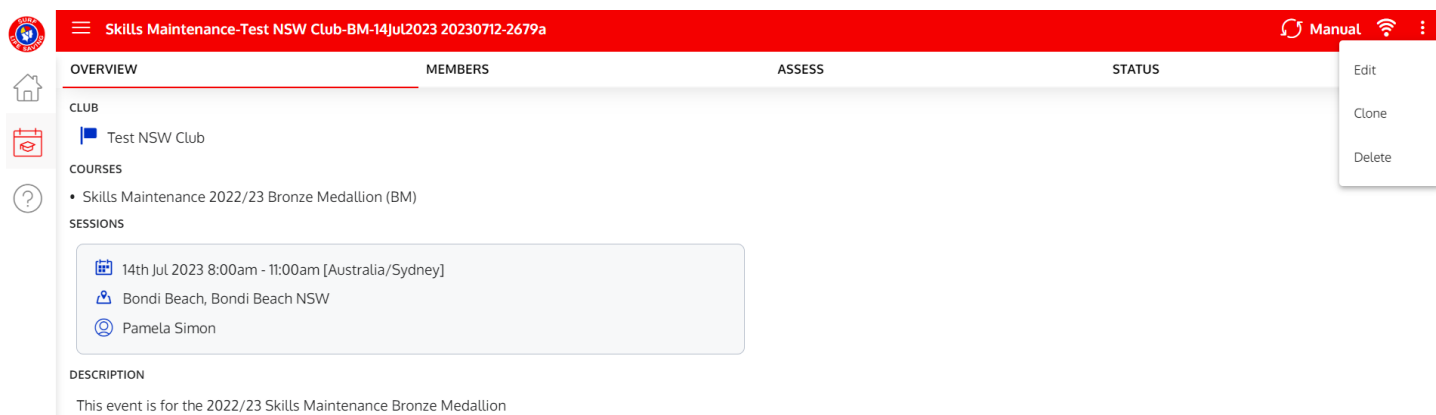 SURF
LIFE SAVING
Skills Maintenance-Test NSW Club-BM-14Jul2023 20230712-2679a
Manual
OVERVIEW MEMBERS ASSESS STATUS
Edit
Clone
Delete
CLUB
Test NSW Club
COURSES
• Skills Maintenance 2022/23 Bronze Medallion (BM)
SESSIONS
14th Jul 2023 8:00am - 11:00am [Australia/Sydney]
Bondi Beach, Bondi Beach NSW
Pamela Simon
DESCRIPTION
This event is for the 2022/23 Skills Maintenance Bronze Medallion